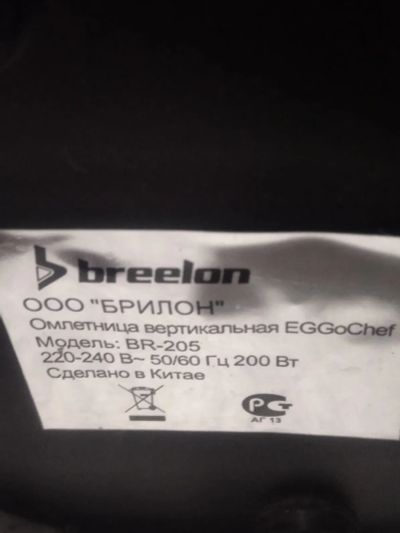 breelon
ООО "БРИЛОН"
Омлетница вертикальная EGGoChef
Модель: BR-205
220-240 В~ 50/60 Гц 200 Вт
Сделано в Китае
РСТ
АГ 13